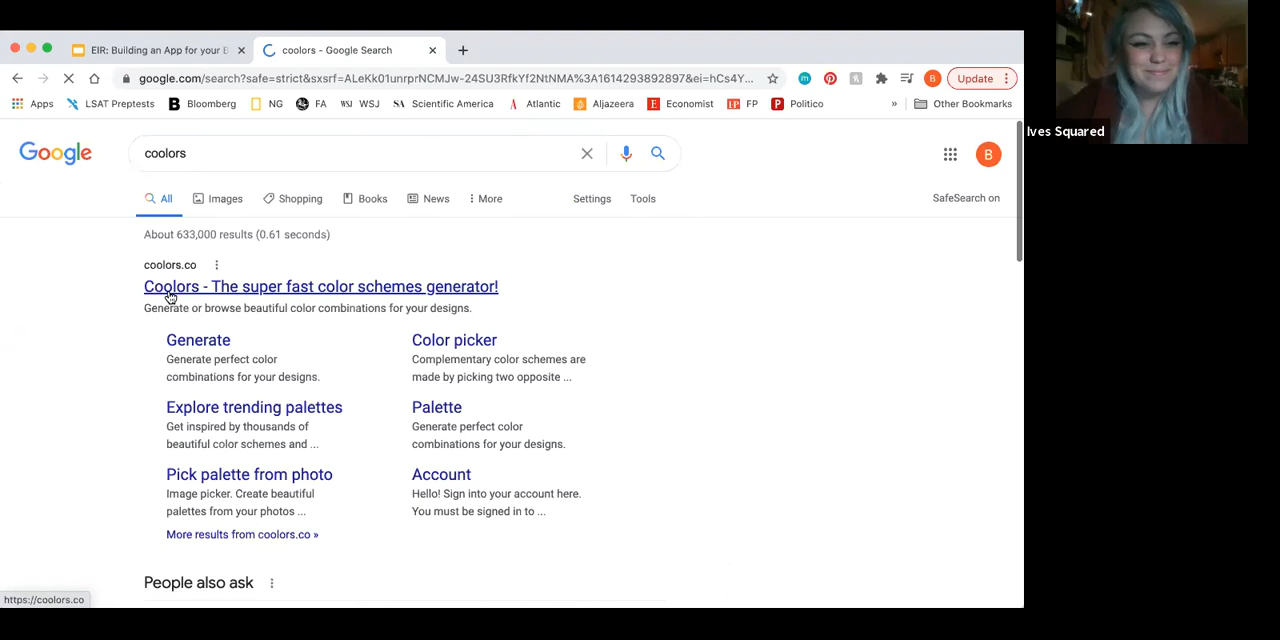 EIR: Building an App for your B
coolors - Google Search
google.com/search?safe=strict&sxsrf=ALeKk01unrprNCMJw-24SU3RfkYf2NtNMA%3A1614293892897&ei=hCs4Y...
B
Update
Apps
LSAT Preptests
B Bloomberg
NG
FA
WSJ WSJ
SA Scientific America
A Atlantic
Aljazeera
E Economist
FP FP
P Politico
»
Other Bookmarks
Ives Squared
Google
coolors
B
All
Images
Shopping
Books
News
More
Settings
Tools
SafeSearch on
About 633,000 results (0.61 seconds)
coolors.co
Coolors - The super fast color schemes generator!
Generate or browse beautiful color combinations for your designs.
Generate
Generate perfect color
combinations for your designs.
Color picker
Complementary color schemes are
made by picking two opposite ...
Explore trending palettes
Get inspired by thousands of
beautiful color schemes and ...
Palette
Generate perfect color
combinations for your designs.
Pick palette from photo
Image picker. Create beautiful
palettes from your photos ...
Account
Hello! Sign into your account here.
You must be signed in to ...
More results from coolors.co »
People also ask
https://coolors.co